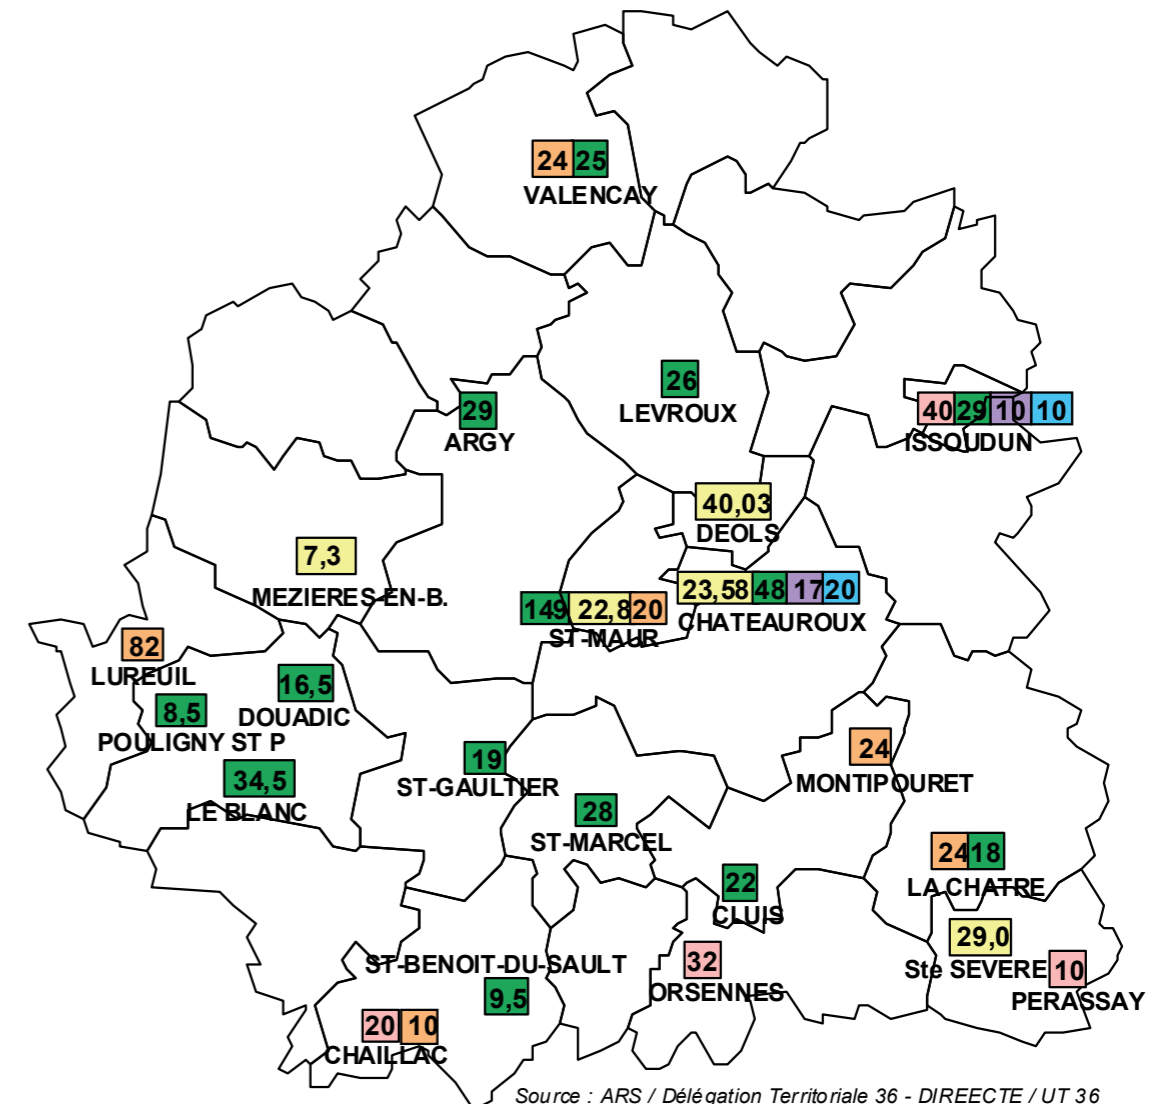 24 25
VALENCAY
26
LEVROUX
29
ARGY
40 29 10 10
ISSOUDUN
40,03
DEOLS
7,3
MEZIERES-EN-B.
23,58 48 17 20
CHATEAUROUX
149 22,8 20
ST-MAUR
82
LUREUIL
16,5
DOUADIC
8,5
POULIGNY ST P
34,5
LE BLANC
19
ST-GAULTIER
24
MONTIPOURET
28
ST-MARCEL
24 18
LA CHATRE
22
CLUIS
29,0
Ste SEVERE
10
PERASSAY
32
ORSENNES
ST-BENOIT-DU-SAULT
9,5
20 10
CHAILLAC
Source : ARS / Délégation Territoriale 36 - DIREECTE / UT 36